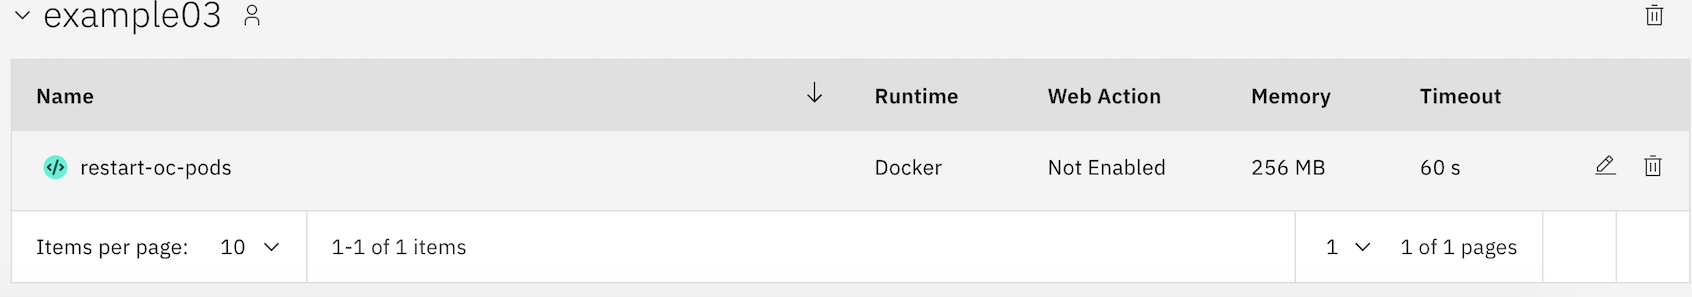 example03
Name Runtime Web Action Memory Timeout
</> restart-oc-pods Docker Not Enabled 256 MB 60 s
Items per page: 10 1-1 of 1 items 1 1 of 1 pages